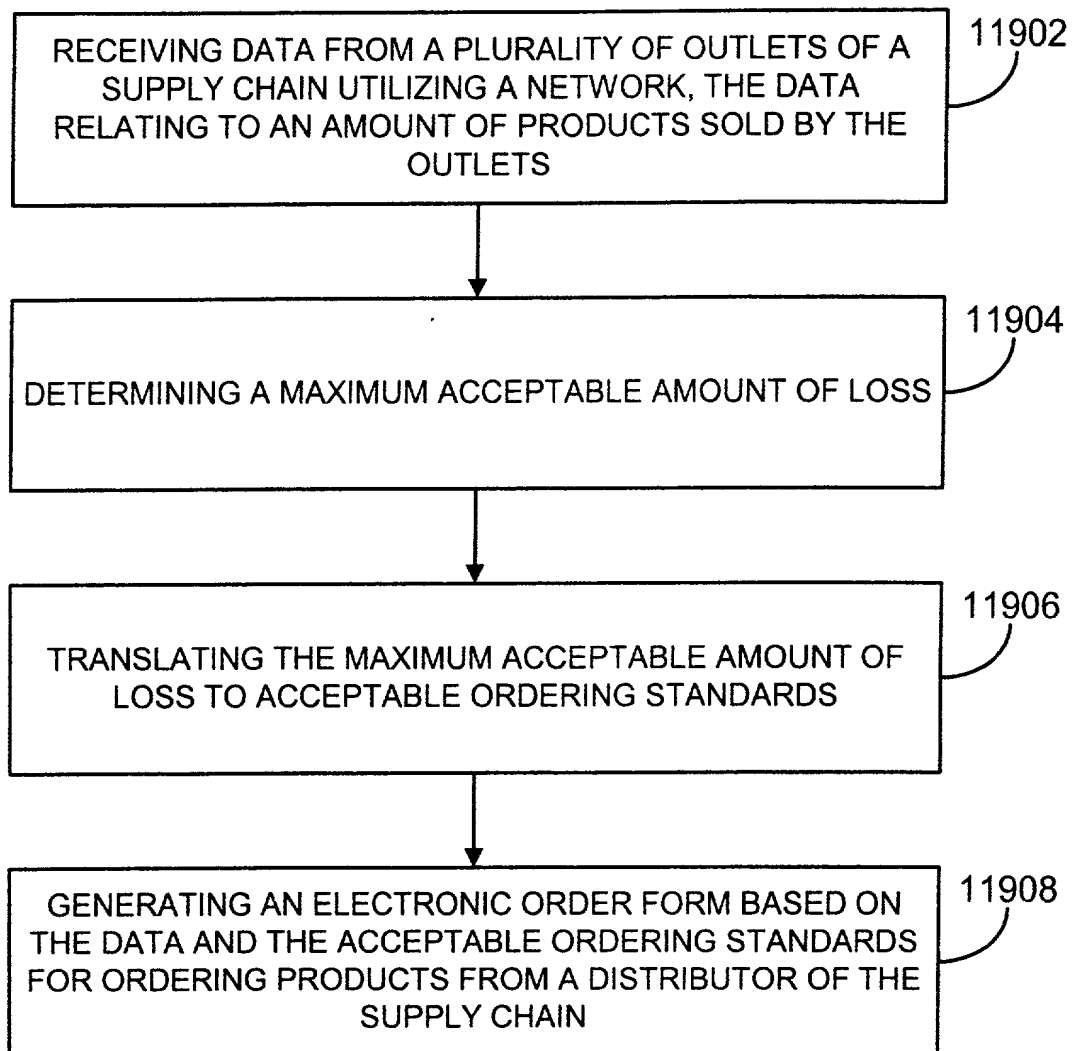 RECEIVING DATA FROM A PLURALITY OF OUTLETS OF A
SUPPLY CHAIN UTILIZING A NETWORK, THE DATA
RELATING TO AN AMOUNT OF PRODUCTS SOLD BY THE
OUTLETS
11902
DETERMINING A MAXIMUM ACCEPTABLE AMOUNT OF LOSS
11904
TRANSLATING THE MAXIMUM ACCEPTABLE AMOUNT OF
LOSS TO ACCEPTABLE ORDERING STANDARDS
11906
GENERATING AN ELECTRONIC ORDER FORM BASED ON
THE DATA AND THE ACCEPTABLE ORDERING STANDARDS
FOR ORDERING PRODUCTS FROM A DISTRIBUTOR OF THE
SUPPLY CHAIN
11908